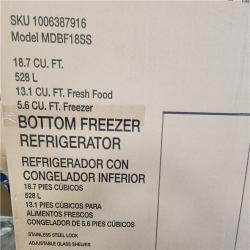 SKU 1006387916
Model MDBF18SS
18.7 CU. FT.
528 L
13.1 CU. FT. Fresh Food
5.6 CU. FT. Freezer
BOTTOM FREEZER
REFRIGERATOR
REFRIGERADOR CON
CONGELADOR INFERIOR
18.7 PIES CÚBICOS
528 L
13.1 PIES CÚBICOS PARA
ALIMENTOS FRESCOS
CONGELADOR DE 5.6 PIES CÚBICOS
STAINLESS STEEL LOOK
ADJUSTABLE GLASS SHELVES